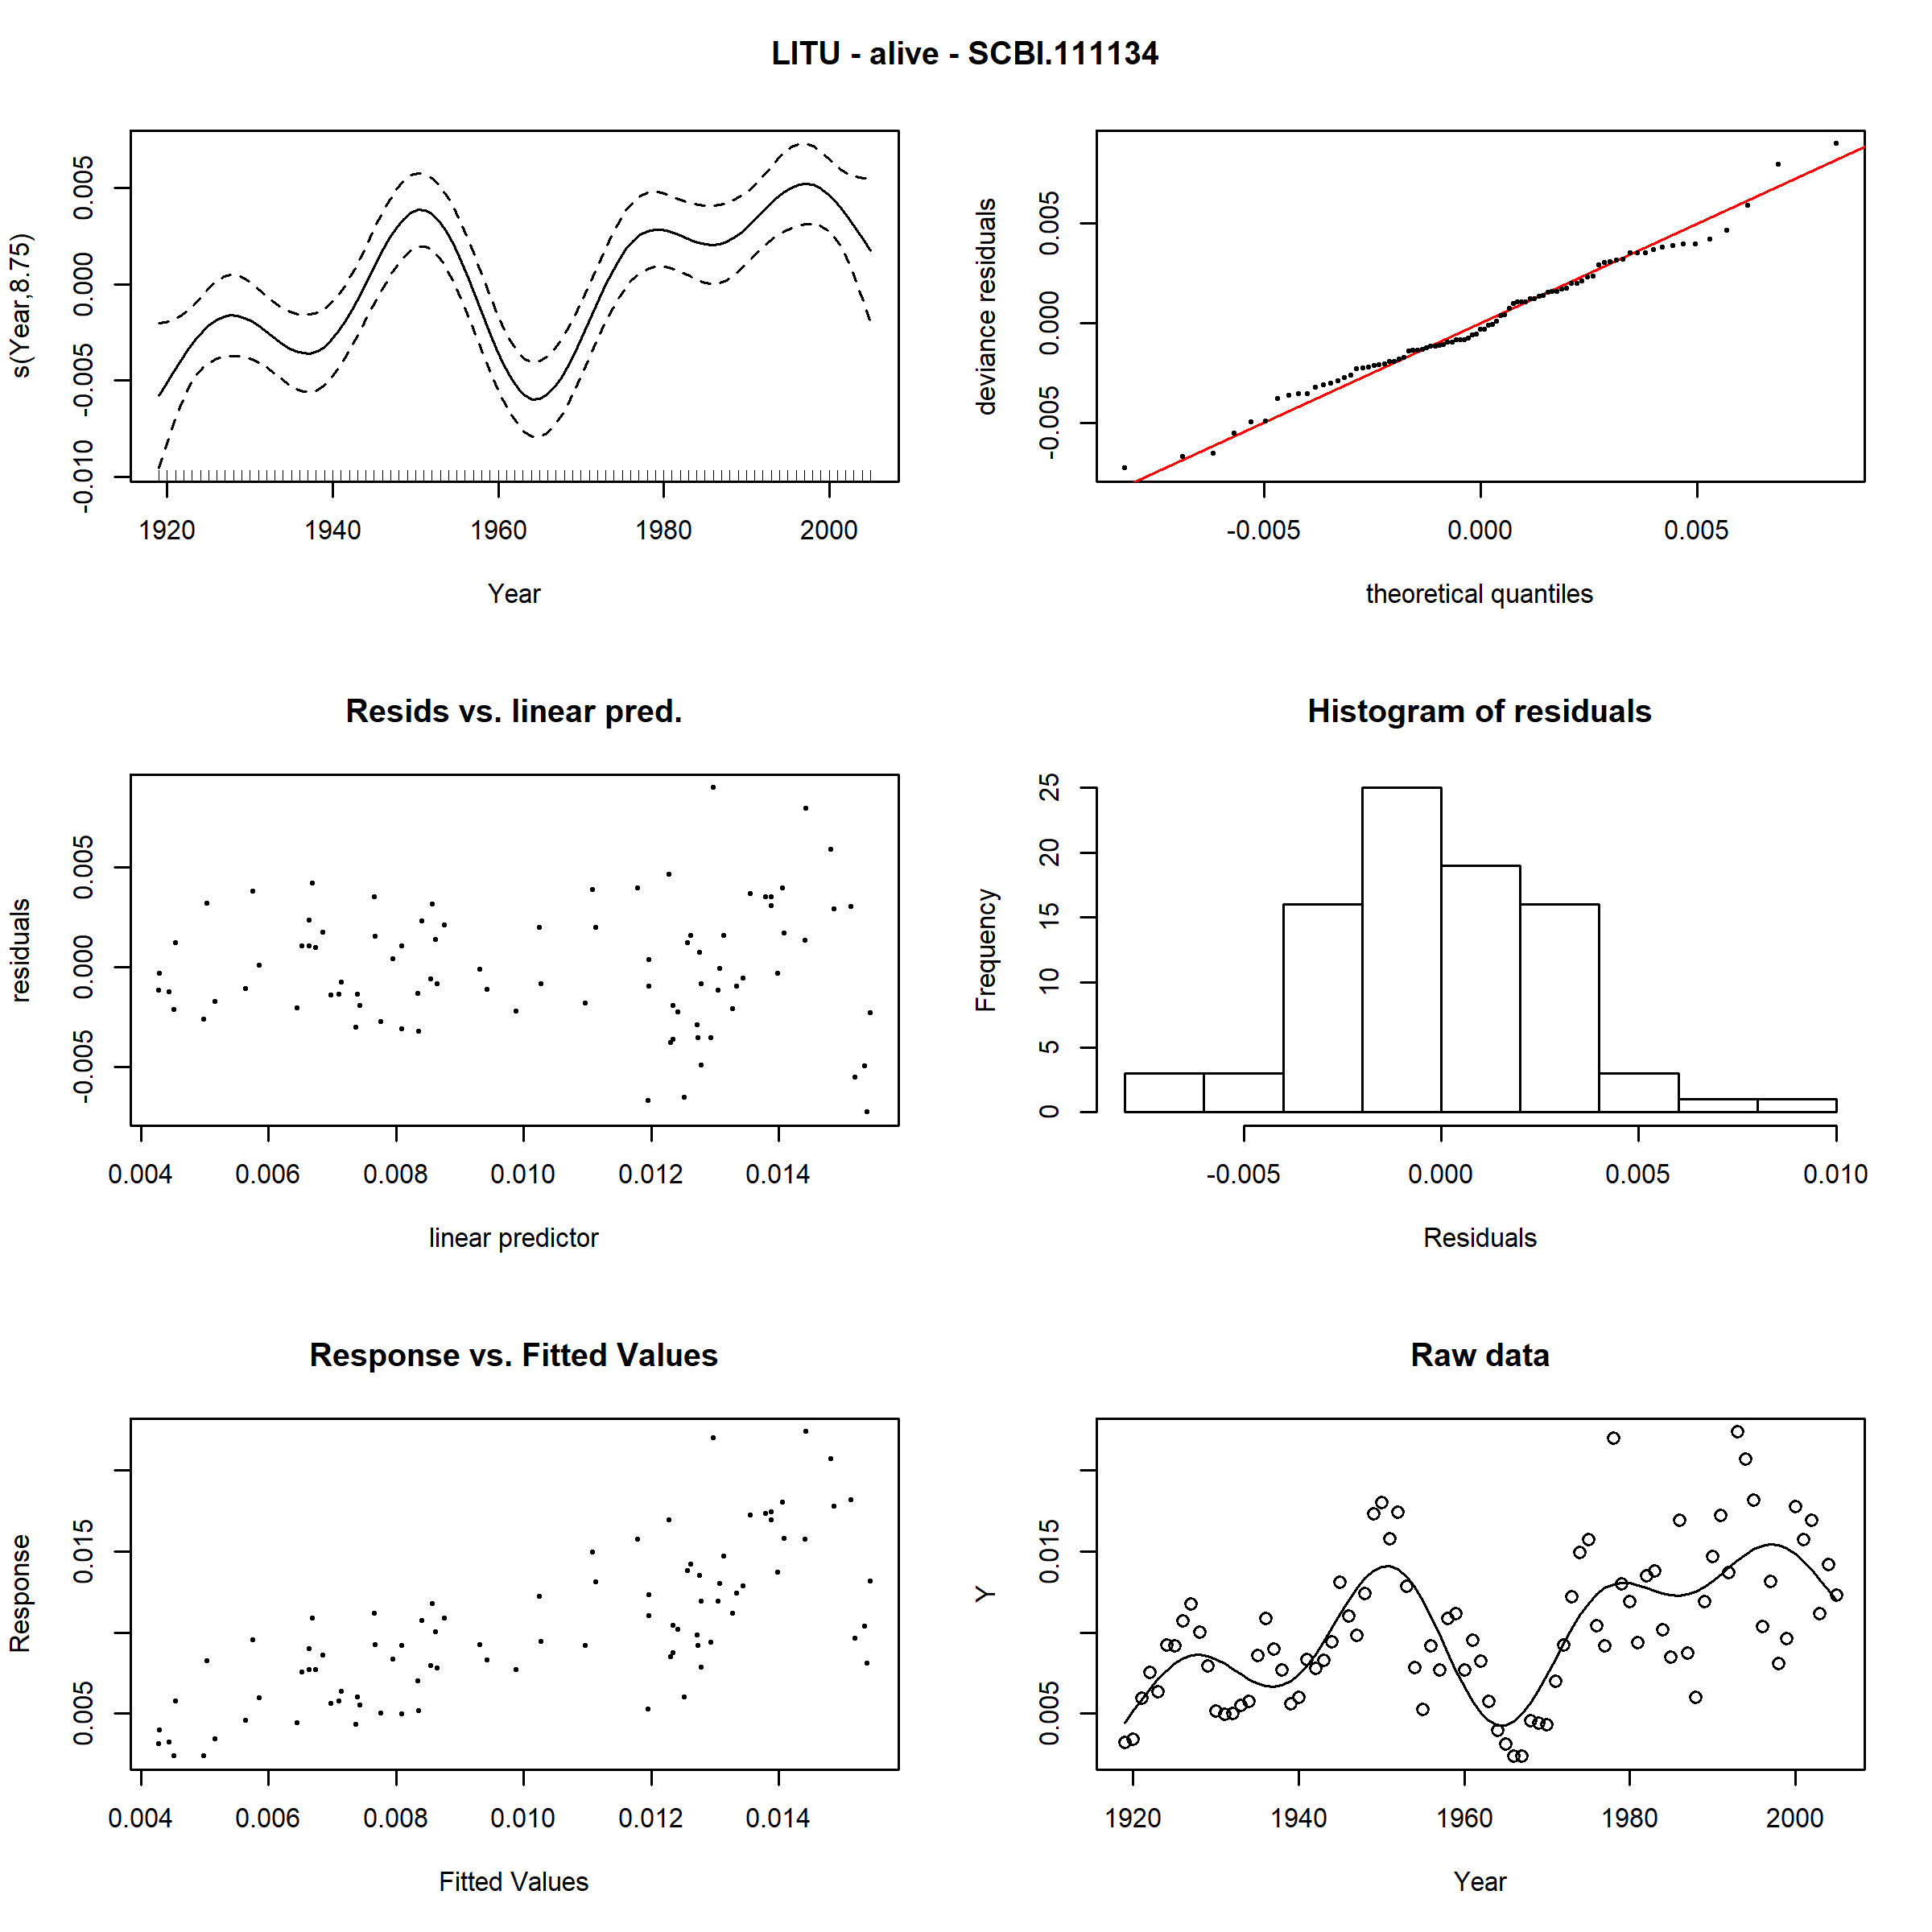 LITU - alive - SCBI.111134
s(Year,8.75)
0.005
0.000
-0.005
-0.010
1920 1940 1960 1980 2000
Year
deviance residuals
0.005
0.000
-0.005
-0.005 0.000 0.005
theoretical quantiles
Resids vs. linear pred.
residuals
0.005
0.000
-0.005
0.004 0.006 0.008 0.010 0.012 0.014
linear predictor
Histogram of residuals
Frequency
25
20
15
10
5
0
-0.005 0.000 0.005 0.010
Residuals
Response vs. Fitted Values
Response
0.015
0.005
0.004 0.006 0.008 0.010 0.012 0.014
Fitted Values
Raw data
Y
0.015
0.005
1920 1940 1960 1980 2000
Year